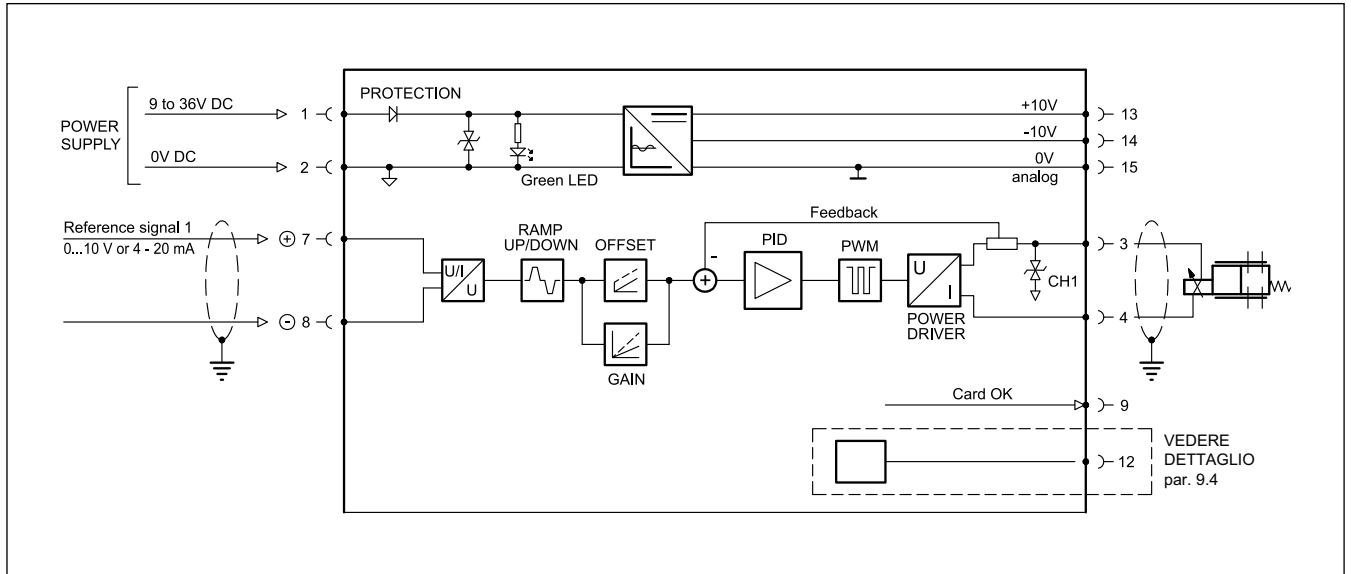 POWER
SUPPLY
9 to 36V DC
1
0V DC
2
PROTECTION
Green LED
+10V
13
-10V
14
0V
analog
15
Reference signal 1
0...10 V or 4 - 20 mA
+ 7
- 8
U/I
U
RAMP
UP/DOWN
OFFSET
GAIN
Feedback
-
+
PID
PWM
U
I
POWER
DRIVER
CH1
3
4
Card OK
9
12
VEDERE
DETTAGLIO
par. 9.4